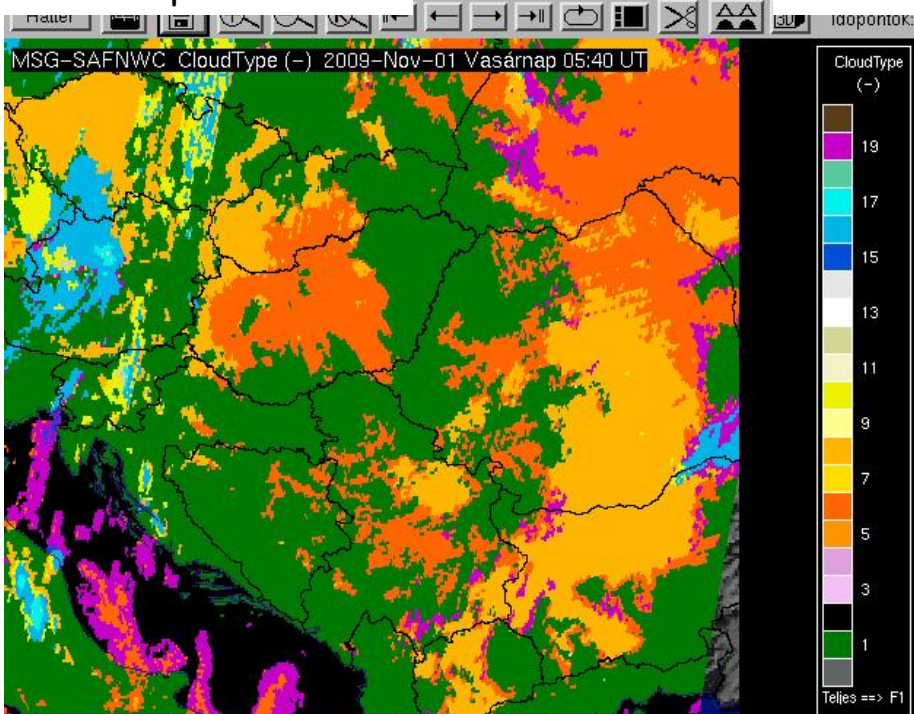 Háttér
3D
Időpontok:
MSG-SAFNWC CloudType (-) 2009-Nov-01 Vasárnap 05:40 UT
CloudType
(-)
19
17
15
13
11
9
7
5
3
1
Teljes ==> F1